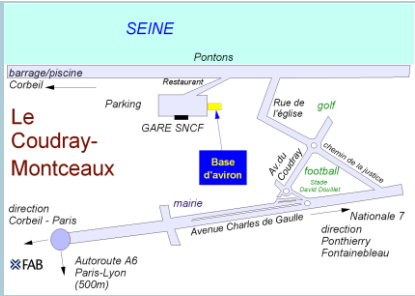 SEINE
Pontons
barrage/piscine
Corbeil
Restaurant
Parking
GARE SNCF
Rue de
l'église
golf
Le
Coudray-
Montceaux
Base
d'aviron
Av.du
Coudray
chemin de la justice
football
Stade
David Douillet
mairie
Avenue Charles de Gaulle
Nationale 7
direction
Ponthierry
Fontainebleau
direction
Corbeil - Paris
FAB
Autoroute A6
Paris-Lyon
(500m)